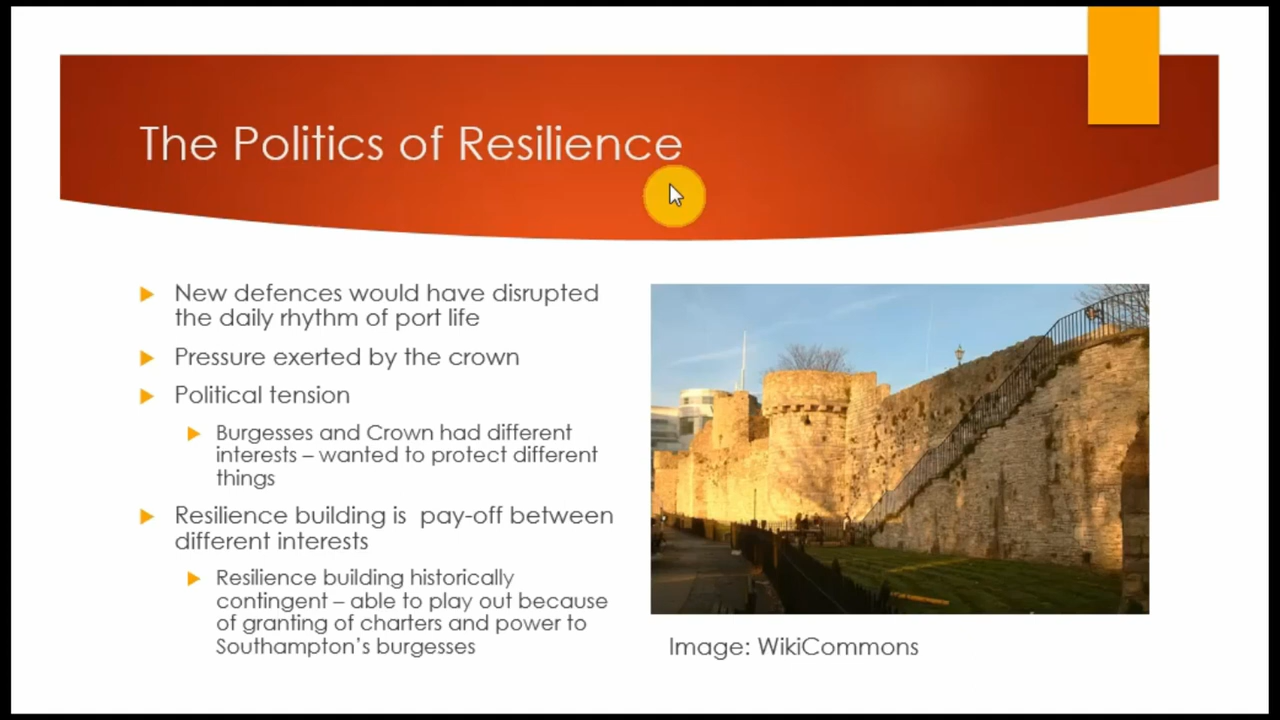 The Politics of Resilience
New defences would have disrupted
the daily rhythm of port life
Pressure exerted by the crown
Political tension
Burgesses and Crown had different
interests – wanted to protect different
things
Resilience building is  pay-off between
different interests
Resilience building historically
contingent – able to play out because
of granting of charters and power to
Southampton's burgesses
Image: WikiCommons